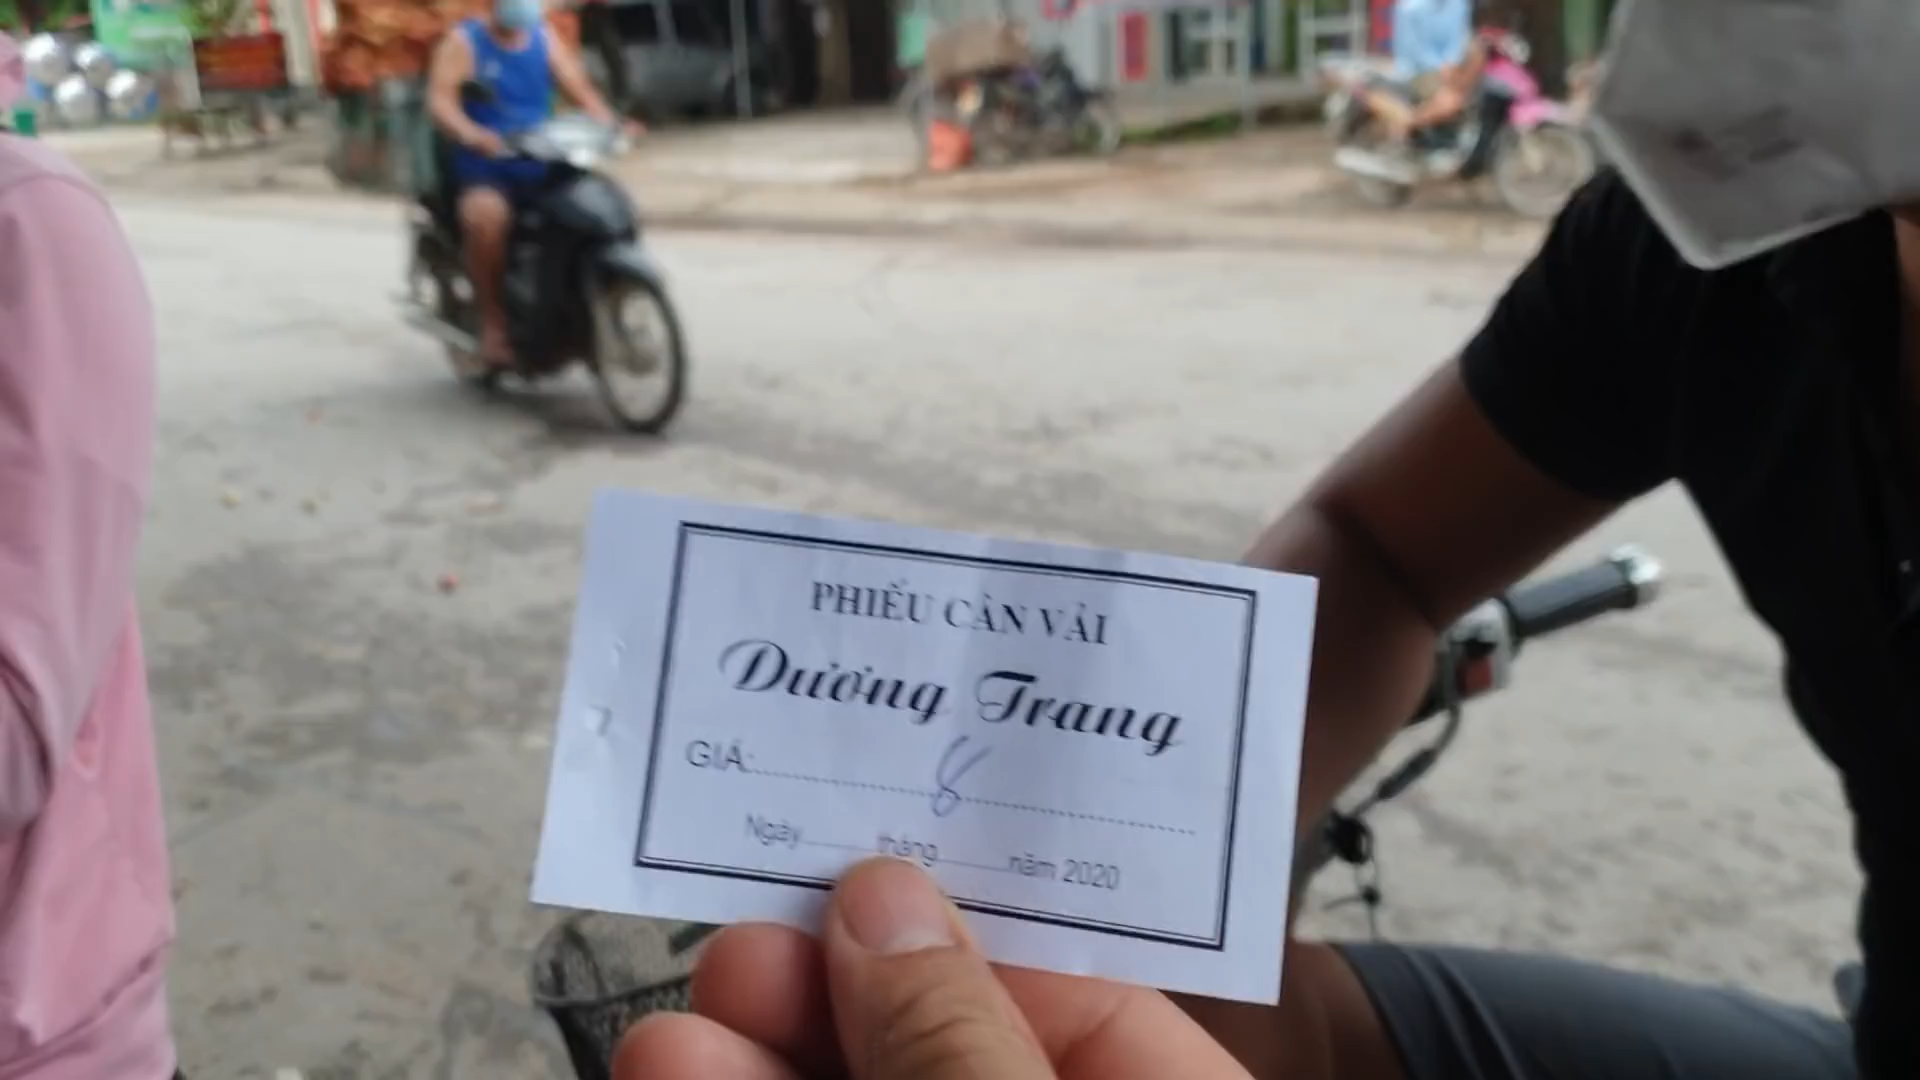 PHIẾU CÂN VẢI
Dương Trang
GIÁ:..............8..............
Ngày..........tháng..........năm 2020